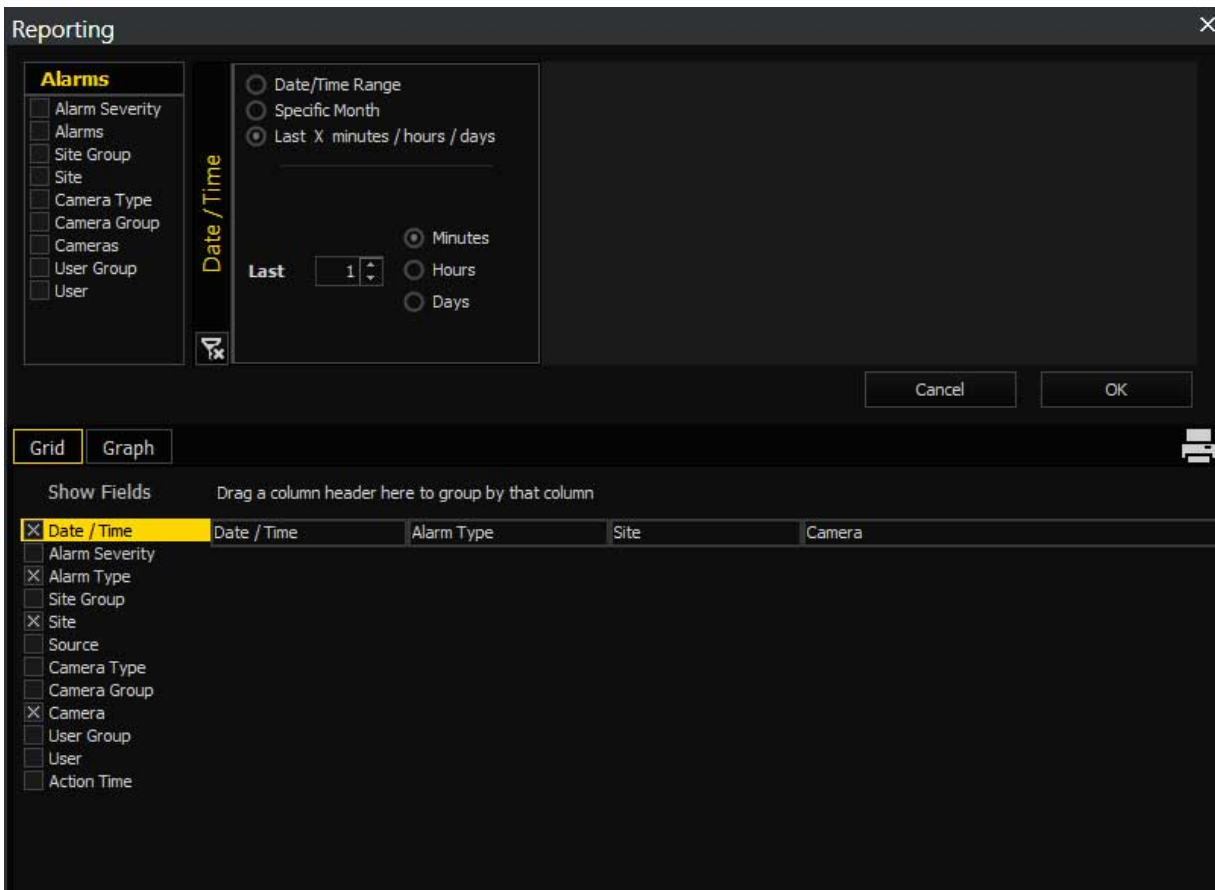 Reporting
Alarms
Alarm Severity
Alarms
Site Group
Site
Camera Type
Camera Group
Cameras
User Group
User
Date / Time
Date/Time Range
Specific Month
Last X minutes / hours / days
Last 1
Minutes
Hours
Days
Cancel OK
Grid Graph
Show Fields Drag a column header here to group by that column
Date / Time Date / Time Alarm Type Site Camera
Alarm Severity
Alarm Type
Site Group
Site
Source
Camera Type
Camera Group
Camera
User Group
User
Action Time